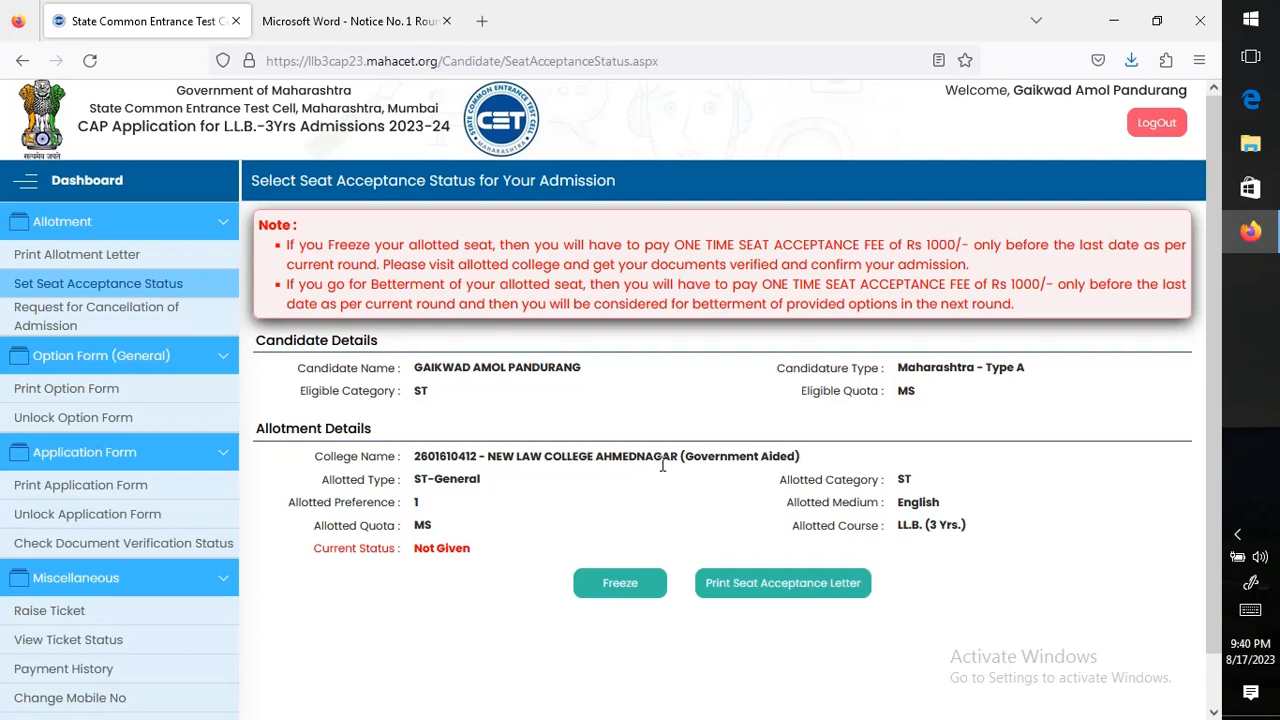 State Common Entrance Test C
Microsoft Word - Notice No. 1 Rou
https://llb3cap23.mahacet.org/Candidate/SeatAcceptanceStatus.aspx
Government of Maharashtra
State Common Entrance Test Cell, Maharashtra, Mumbai
CAP Application for L.L.B.-3Yrs Admissions 2023-24
सत्यमेव जयते
CET
Welcome, Gaikwad Amol Pandurang
LogOut
Dashboard
Allotment
Print Allotment Letter
Set Seat Acceptance Status
Request for Cancellation of
Admission
Option Form (General)
Print Option Form
Unlock Option Form
Application Form
Print Application Form
Unlock Application Form
Check Document Verification Status
Miscellaneous
Raise Ticket
View Ticket Status
Payment History
Change Mobile No
Select Seat Acceptance Status for Your Admission
Note :
If you Freeze your allotted seat, then you will have to pay ONE TIME SEAT ACCEPTANCE FEE of Rs 1000/- only before the last date as per
current round. Please visit allotted college and get your documents verified and confirm your admission.
If you go for Betterment of your allotted seat, then you will have to pay ONE TIME SEAT ACCEPTANCE FEE of Rs 1000/- only before the last
date as per current round and then you will be considered for betterment of provided options in the next round.
Candidate Details
Candidate Name : GAIKWAD AMOL PANDURANG Candidature Type : Maharashtra - Type A
Eligible Category : ST Eligible Quota : MS
Allotment Details
College Name : 2601610412 - NEW LAW COLLEGE AHMEDNAGAR (Government Aided)
Allotted Type : ST-General Allotted Category : ST
Allotted Preference : 1 Allotted Medium : English
Allotted Quota : MS Allotted Course : LL.B. (3 Yrs.)
Current Status : Not Given
Freeze Print Seat Acceptance Letter
Activate Windows
Go to Settings to activate Windows.
9:40 PM
8/17/2023